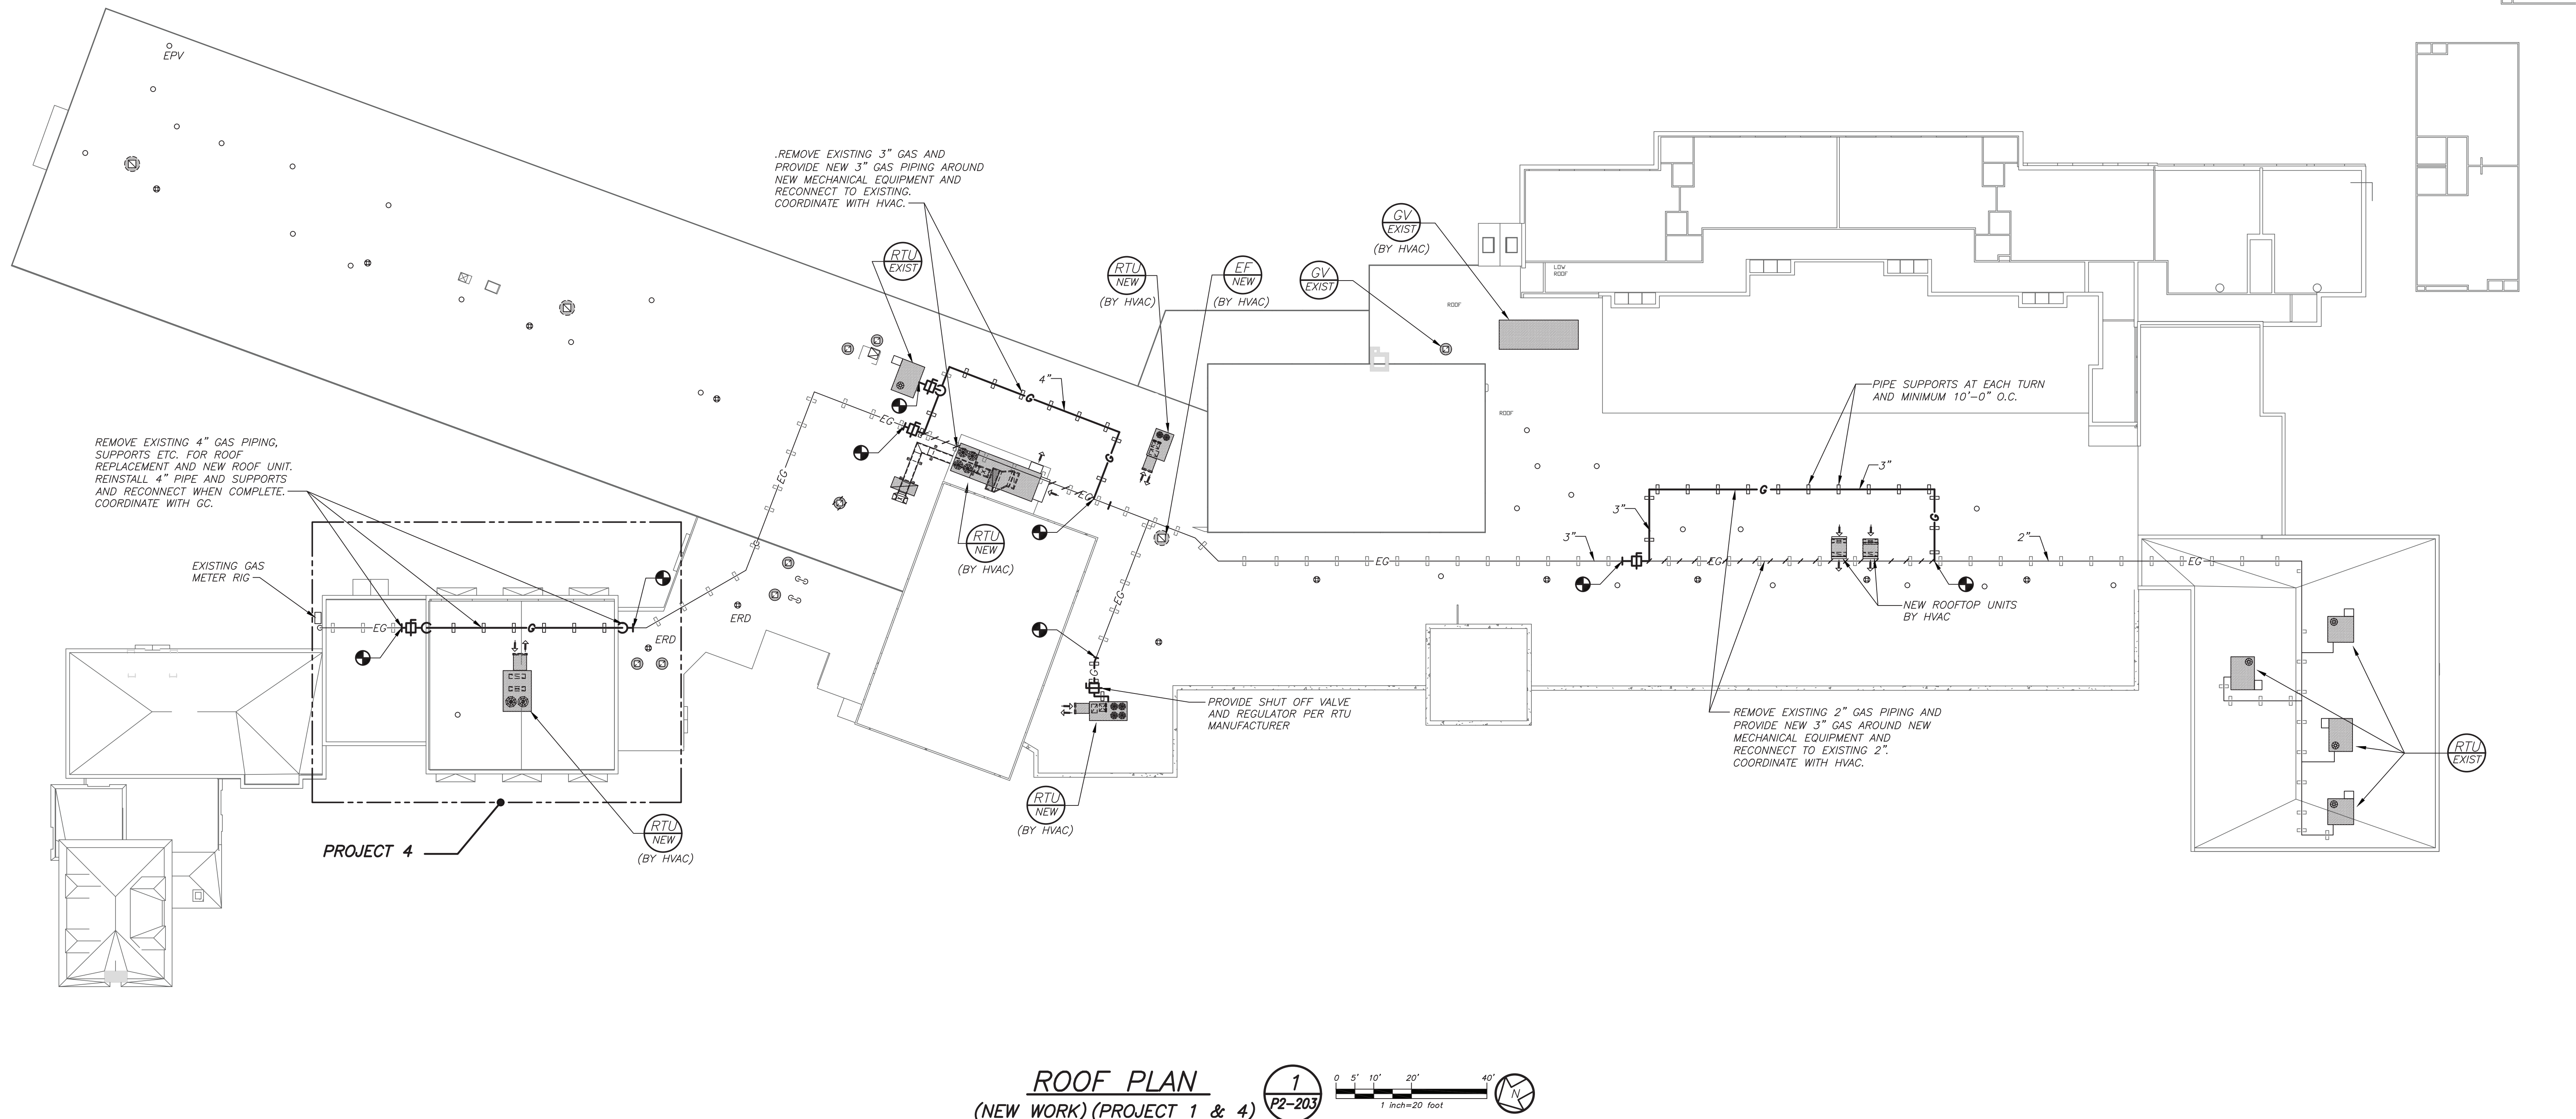 EPV
.REMOVE EXISTING 3" GAS AND
PROVIDE NEW 3" GAS PIPING AROUND
NEW MECHANICAL EQUIPMENT AND
RECONNECT TO EXISTING.
COORDINATE WITH HVAC.
RTU
EXIST
RTU
NEW
(BY HVAC)
EF
NEW
(BY HVAC)
GV
EXIST
GV
EXIST
(BY HVAC)
LOW
ROOF
ROOF
ROOF
4"
G
G
EG
EG
EG
EG
PIPE SUPPORTS AT EACH TURN
AND MINIMUM 10'-0" O.C.
REMOVE EXISTING 4" GAS PIPING,
SUPPORTS ETC. FOR ROOF
REPLACEMENT AND NEW ROOF UNIT.
REINSTALL 4" PIPE AND SUPPORTS
AND RECONNECT WHEN COMPLETE.
COORDINATE WITH GC.
EXISTING GAS
METER RIG
EG
G
ERD
ERD
RTU
NEW
(BY HVAC)
3"
G
3"
G
3"
EG
EG
2"
EG
NEW ROOFTOP UNITS
BY HVAC
G
PROVIDE SHUT OFF VALVE
AND REGULATOR PER RTU
MANUFACTURER
REMOVE EXISTING 2" GAS PIPING AND
PROVIDE NEW 3" GAS AROUND NEW
MECHANICAL EQUIPMENT AND
RECONNECT TO EXISTING 2".
COORDINATE WITH HVAC.
RTU
EXIST
RTU
NEW
(BY HVAC)
RTU
NEW
(BY HVAC)
PROJECT 4
ROOF PLAN
(NEW WORK) (PROJECT 1 & 4)
1
P2-203
0 5' 10' 20' 40'
1 inch=20 foot
N